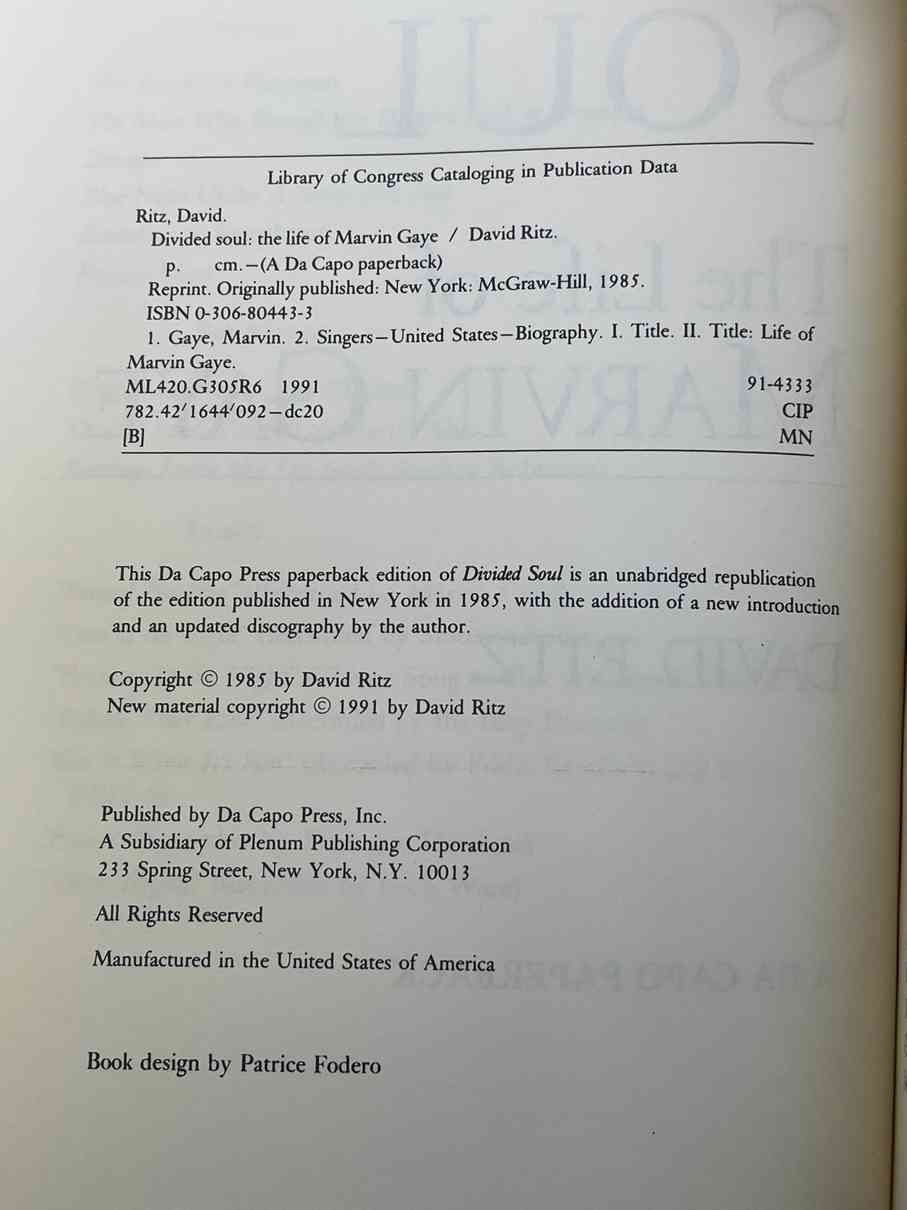 Library of Congress Cataloging in Publication Data
Ritz, David.
Divided soul: the life of Marvin Gaye / David Ritz.
p. cm.—(A Da Capo paperback)
Reprint. Originally published: New York: McGraw-Hill, 1985.
ISBN 0-306-80443-3
1. Gaye, Marvin. 2. Singers—United States—Biography. I. Title. II. Title: Life of
Marvin Gaye.
ML420.G305R6 1991 91-4333
782.42′1644′092—dc20 CIP
[B] MN
This Da Capo Press paperback edition of Divided Soul is an unabridged republication
of the edition published in New York in 1985, with the addition of a new introduction
and an updated discography by the author.
Copyright © 1985 by David Ritz
New material copyright © 1991 by David Ritz
Published by Da Capo Press, Inc.
A Subsidiary of Plenum Publishing Corporation
233 Spring Street, New York, N.Y. 10013
All Rights Reserved
Manufactured in the United States of America
Book design by Patrice Fodero